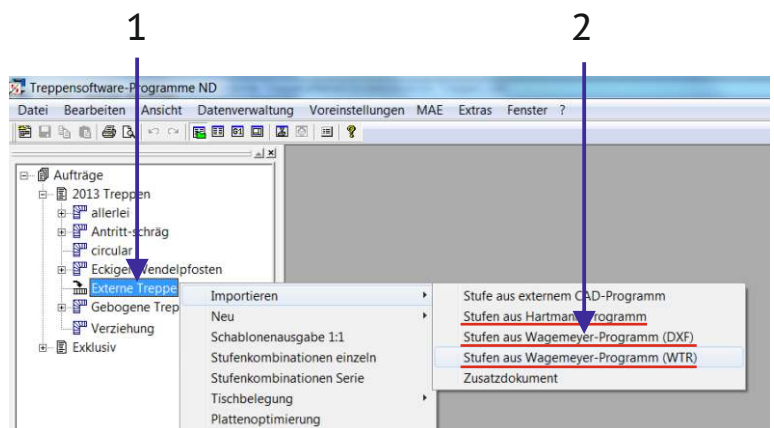 1 2
Treppensoftware-Programme ND
Datei Bearbeiten Ansicht Datenverwaltung Voreinstellungen MAE Extras Fenster ?
Aufträge
2013 Treppen
allerlei
Antritt-schräg
circular
Eckiger Wendelpfosten
Externe Treppe
Gebogene Trep
Verziehung
Exklusiv
Importieren
Neu
Schablonenausgabe 1:1
Stufenkombinationen einzeln
Stufenkombinationen Serie
Tischbelegung
Plattenoptimierung
Stufe aus externem CAD-Programm
Stufen aus Hartmann-Programm
Stufen aus Wagemeyer-Programm (DXF)
Stufen aus Wagemeyer-Programm (WTR)
Zusatzdokument